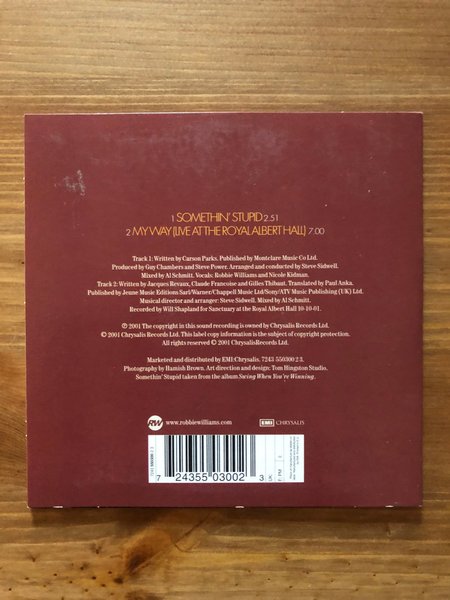 1 SOMETHIN' STUPID 2.51
2 MY WAY (LIVE AT THE ROYAL ALBERT HALL) 7.00
Track 1: Written by Carson Parks. Published by Montclare Music Co Ltd.
Produced by Guy Chambers and Steve Power. Arranged and conducted by Steve Sidwell.
Mixed by Al Schmitt. Vocals: Robbie Williams and Nicole Kidman.
Track 2: Written by Jacques Revaux, Claude Francoise and Gilles Thibaut. Translated by Paul Anka.
Published by Jeune Music Editions Sarl/Warner/Chappell Music Ltd/Sony/ATV Music Publishing (UK) Ltd.
Musical director and arranger: Steve Sidwell. Mixed by Al Schmitt.
Recorded by Will Shapland for Sanctuary at the Royal Albert Hall 10-10-01.
℗ 2001 The copyright in this sound recording is owned by Chrysalis Records Ltd.
© 2001 Chrysalis Records Ltd. This label copy information is the subject of copyright protection.
All rights reserved © 2001 ChrysalisRecords Ltd.
Marketed and distributed by EMI:Chrysalis. 7243 550300 2 3.
Photography by Hamish Brown. Art direction and design: Tom Hingston Studio.
Somethin' Stupid taken from the album Swing When You're Winning.
RW www.robbiewilliams.com EMI CHRYSALIS
7 24355 03002 3